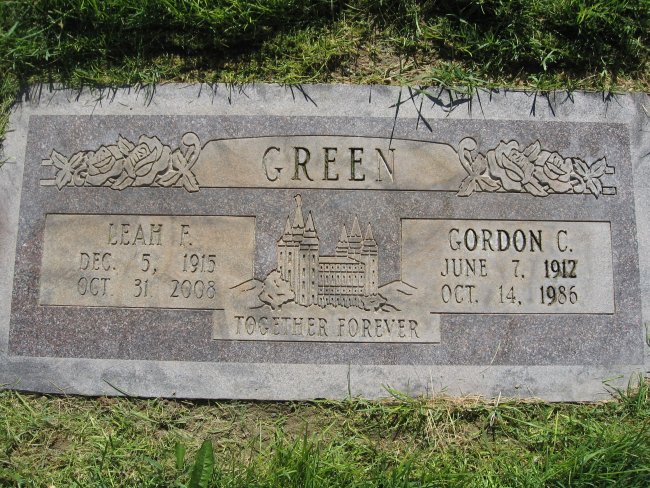 GREEN
LEAH F.
DEC. 5, 1915
OCT. 31 2008
GORDON C.
JUNE 7, 1912
OCT. 14, 1986
TOGETHER FOREVER